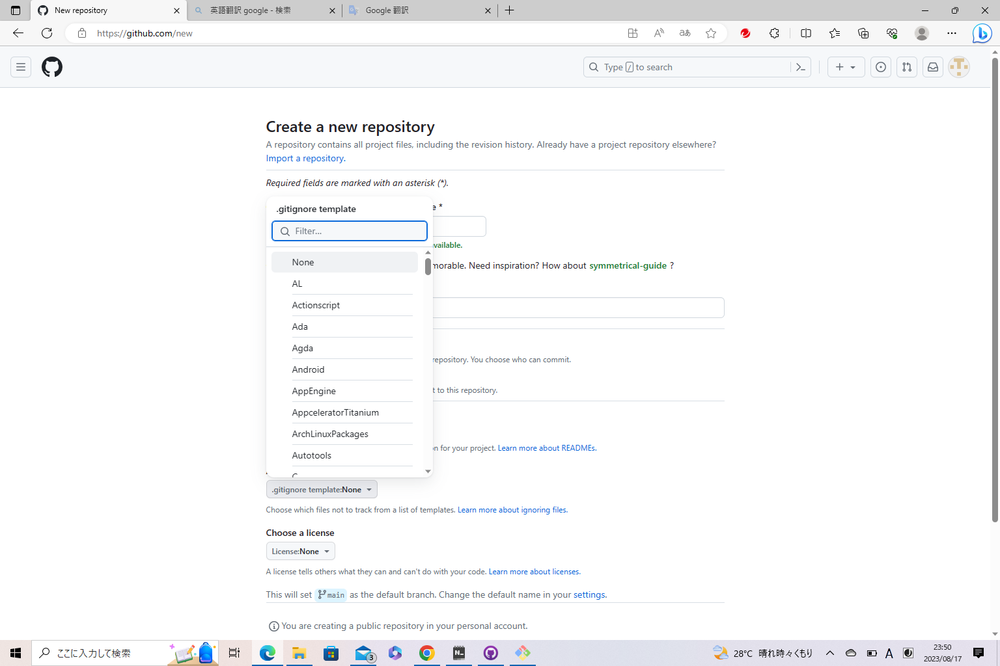 New repository
英語翻訳 google - 検索
Google 翻訳
https://github.com/new
Type / to search
Create a new repository
A repository contains all project files, including the revision history. Already have a project repository elsewhere?
Import a repository.
Required fields are marked with an asterisk (*).
.gitignore template
e *
Filter...
vailable.
None
morable. Need inspiration? How about symmetrical-guide ?
AL
Actionscript
Ada
Agda
repository. You choose who can commit.
Android
AppEngine
t to this repository.
AppceleratorTitanium
ArchLinuxPackages
n for your project. Learn more about READMEs.
Autotools
.gitignore template:None
Choose which files not to track from a list of templates. Learn more about ignoring files.
Choose a license
License:None
A license tells others what they can and can't do with your code. Learn more about licenses.
This will set main as the default branch. Change the default name in your settings.
You are creating a public repository in your personal account.
ここに入力して検索
3
28°C 晴れ時々くもり
A
23:50
2023/08/17